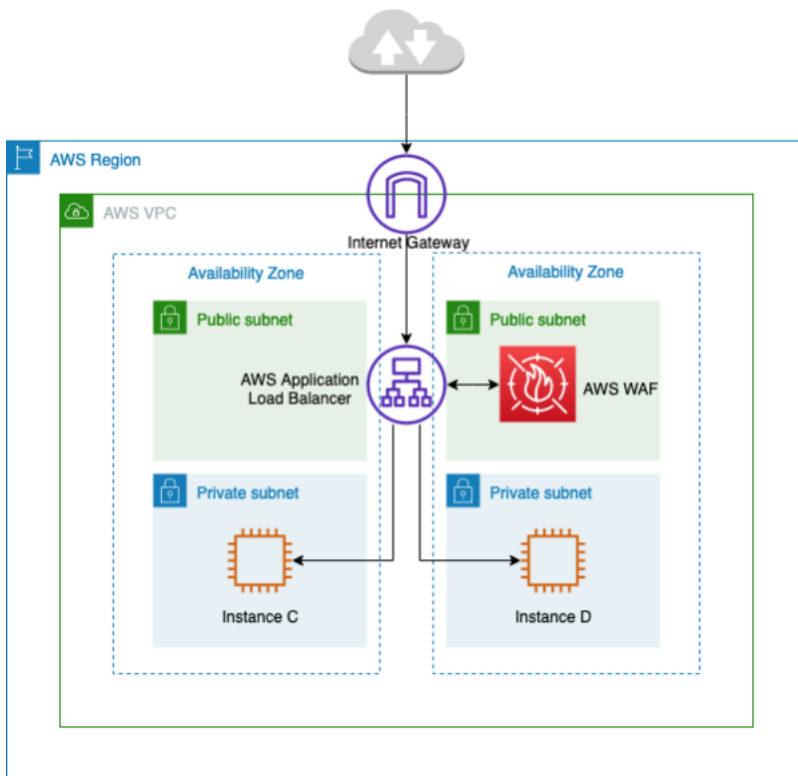 AWS Region
AWS VPC
Internet Gateway
Availability Zone
Availability Zone
Public subnet
Public subnet
AWS Application
Load Balancer
AWS WAF
Private subnet
Private subnet
Instance C
Instance D